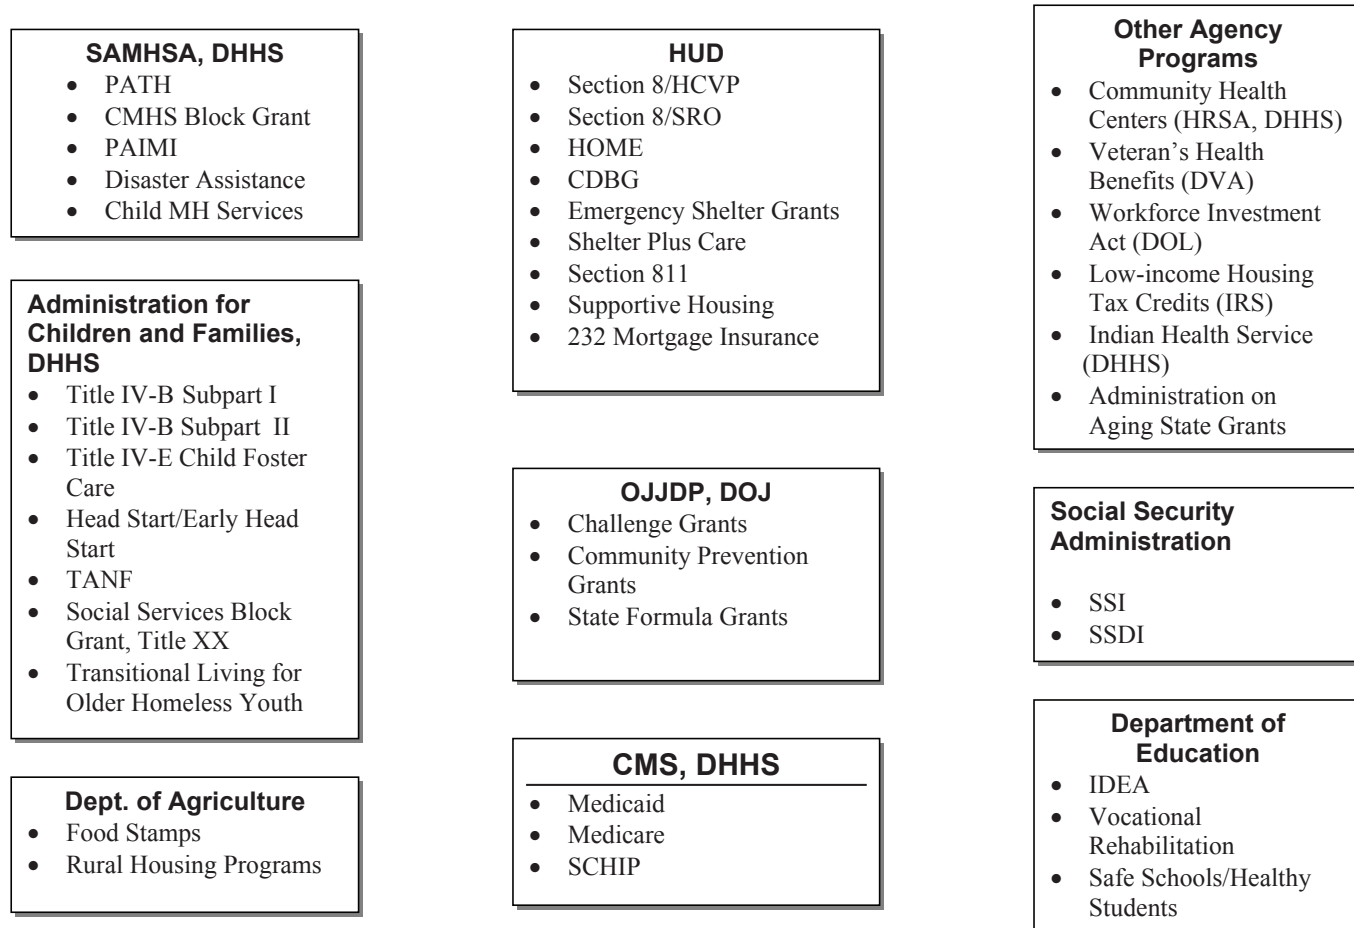 SAMHSA, DHHS
• PATH
• CMHS Block Grant
• PAIMI
• Disaster Assistance
• Child MH Services
Administration for
Children and Families,
DHHS
• Title IV-B Subpart I
• Title IV-B Subpart II
• Title IV-E Child Foster
Care
• Head Start/Early Head
Start
• TANF
• Social Services Block
Grant, Title XX
• Transitional Living for
Older Homeless Youth
Dept. of Agriculture
• Food Stamps
• Rural Housing Programs
HUD
• Section 8/HCVP
• Section 8/SRO
• HOME
• CDBG
• Emergency Shelter Grants
• Shelter Plus Care
• Section 811
• Supportive Housing
• 232 Mortgage Insurance
OJJDP, DOJ
• Challenge Grants
• Community Prevention
Grants
• State Formula Grants
CMS, DHHS
• Medicaid
• Medicare
• SCHIP
Other Agency
Programs
• Community Health
Centers (HRSA, DHHS)
• Veteran’s Health
Benefits (DVA)
• Workforce Investment
Act (DOL)
• Low-income Housing
Tax Credits (IRS)
• Indian Health Service
(DHHS)
• Administration on
Aging State Grants
Social Security
Administration
• SSI
• SSDI
Department of
Education
• IDEA
• Vocational
Rehabilitation
• Safe Schools/Healthy
Students